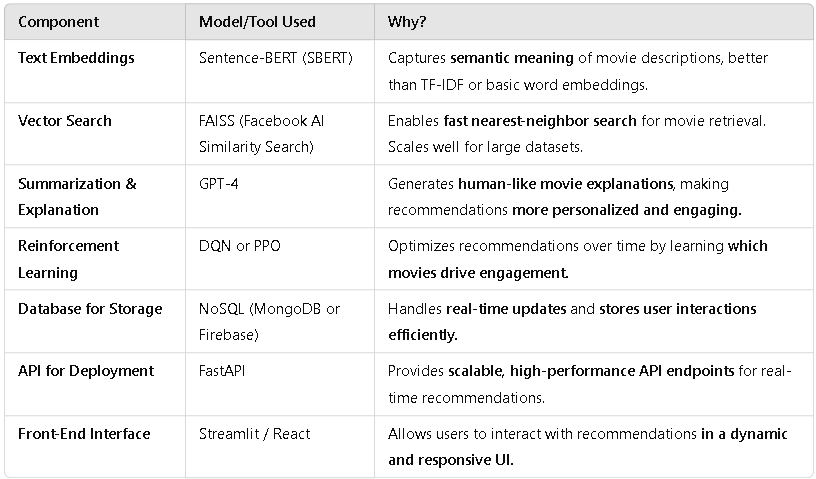 Component Model/Tool Used Why?
Text Embeddings Sentence-BERT (SBERT) Captures semantic meaning of movie descriptions, better
than TF-IDF or basic word embeddings.
Vector Search FAISS (Facebook AI Enables fast nearest-neighbor search for movie retrieval.
Similarity Search) Scales well for large datasets.
Summarization & GPT-4 Generates human-like movie explanations, making
Explanation recommendations more personalized and engaging.
Reinforcement DQN or PPO Optimizes recommendations over time by learning which
Learning movies drive engagement.
Database for Storage NoSQL (MongoDB or Handles real-time updates and stores user interactions
Firebase) efficiently.
API for Deployment FastAPI Provides scalable, high-performance API endpoints for real-
time recommendations.
Front-End Interface Streamlit / React Allows users to interact with recommendations in a dynamic
and responsive UI.